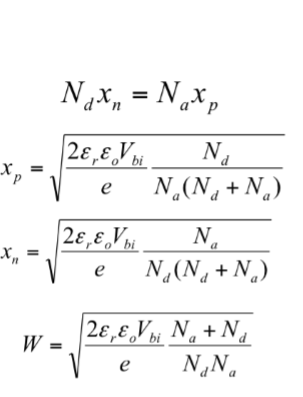 N_d x_n = N_a x_p
x_p = √(2ε_r ε_o V_bi / e · N_d / N_a(N_d + N_a))
x_n = √(2ε_r ε_o V_bi / e · N_a / N_d(N_d + N_a))
W = √(2ε_r ε_o V_bi / e · N_a + N_d / N_d N_a)